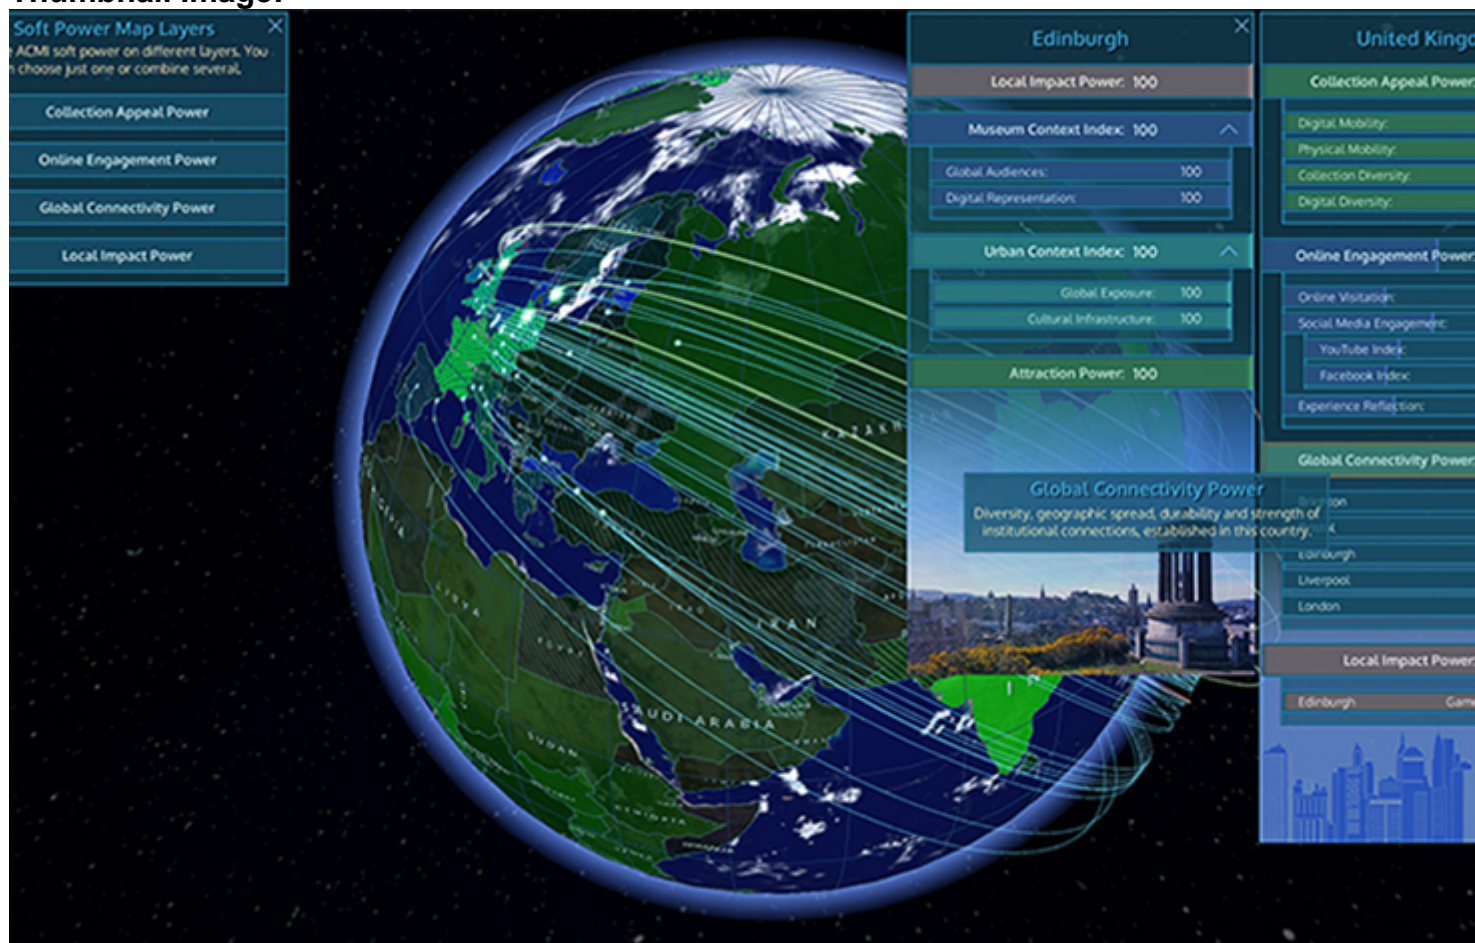 Thumbnail Image:
Soft Power Map Layers
ACMI soft power on different layers. You
choose just one or combine several.
Collection Appeal Power
Online Engagement Power
Global Connectivity Power
Local Impact Power
Edinburgh
Local Impact Power: 100
Museum Context Index: 100
Global Audiences: 100
Digital Representation: 100
Urban Context Index: 100
Global Exposure: 100
Cultural Infrastructure: 100
Attraction Power: 100
Global Connectivity Power
Diversity, geographic spread, durability and strength of
institutional connections, established in this country.
United Kingd
Collection Appeal Power:
Digital Mobility:
Physical Mobility:
Collection Diversity:
Digital Diversity:
Online Engagement Power:
Online Visitation:
Social Media Engagement:
YouTube Index:
Facebook Index:
Experience Reflection:
Global Connectivity Power:
Brighton
Edinburgh
Liverpool
London
Local Impact Power:
Edinburgh Gam
KAZAKH
IRAN
IRAQ
LIBYA
EGYPT
SAUDI ARABIA
SUDAN